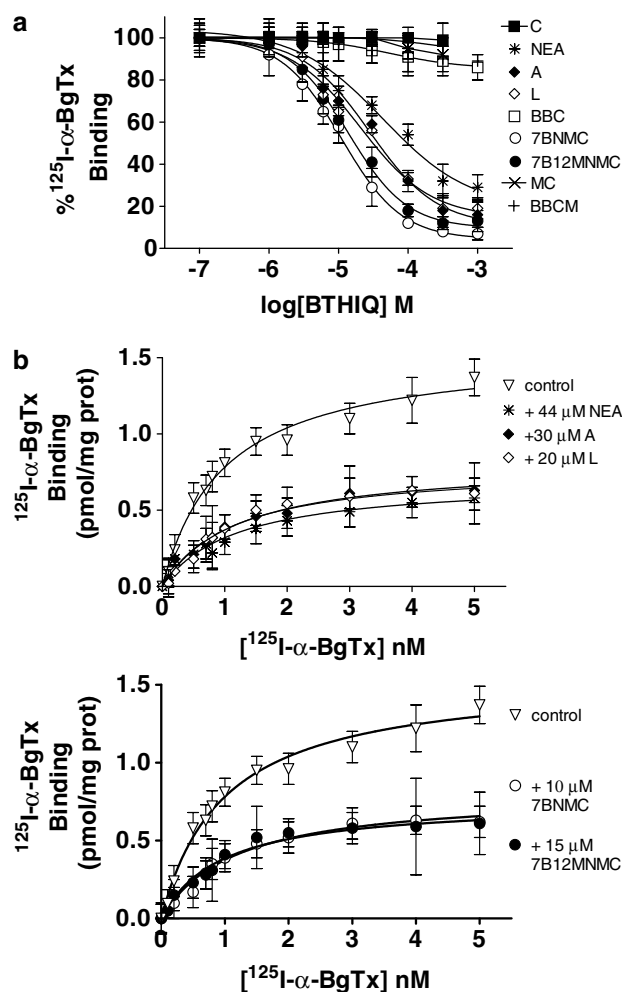 a
% ¹²⁵I-α-BgTx
Binding
100
80
60
40
20
0
-7
-6
-5
-4
-3
log[BTHIQ] M
C
NEA
A
L
BBC
7BNMC
7B12MNMC
MC
BBCM
b
¹²⁵I-α-BgTx
Binding
(pmol/mg prot)
1.5
1.0
0.5
0.0
0
1
2
3
4
5
[¹²⁵I-α-BgTx] nM
control
+ 44 μM NEA
+30 μM A
+ 20 μM L
¹²⁵I-α-BgTx
Binding
(pmol/mg prot)
1.5
1.0
0.5
0.0
0
1
2
3
4
5
[¹²⁵I-α-BgTx] nM
control
+ 10 μM
7BNMC
+ 15 μM
7B12MNMC